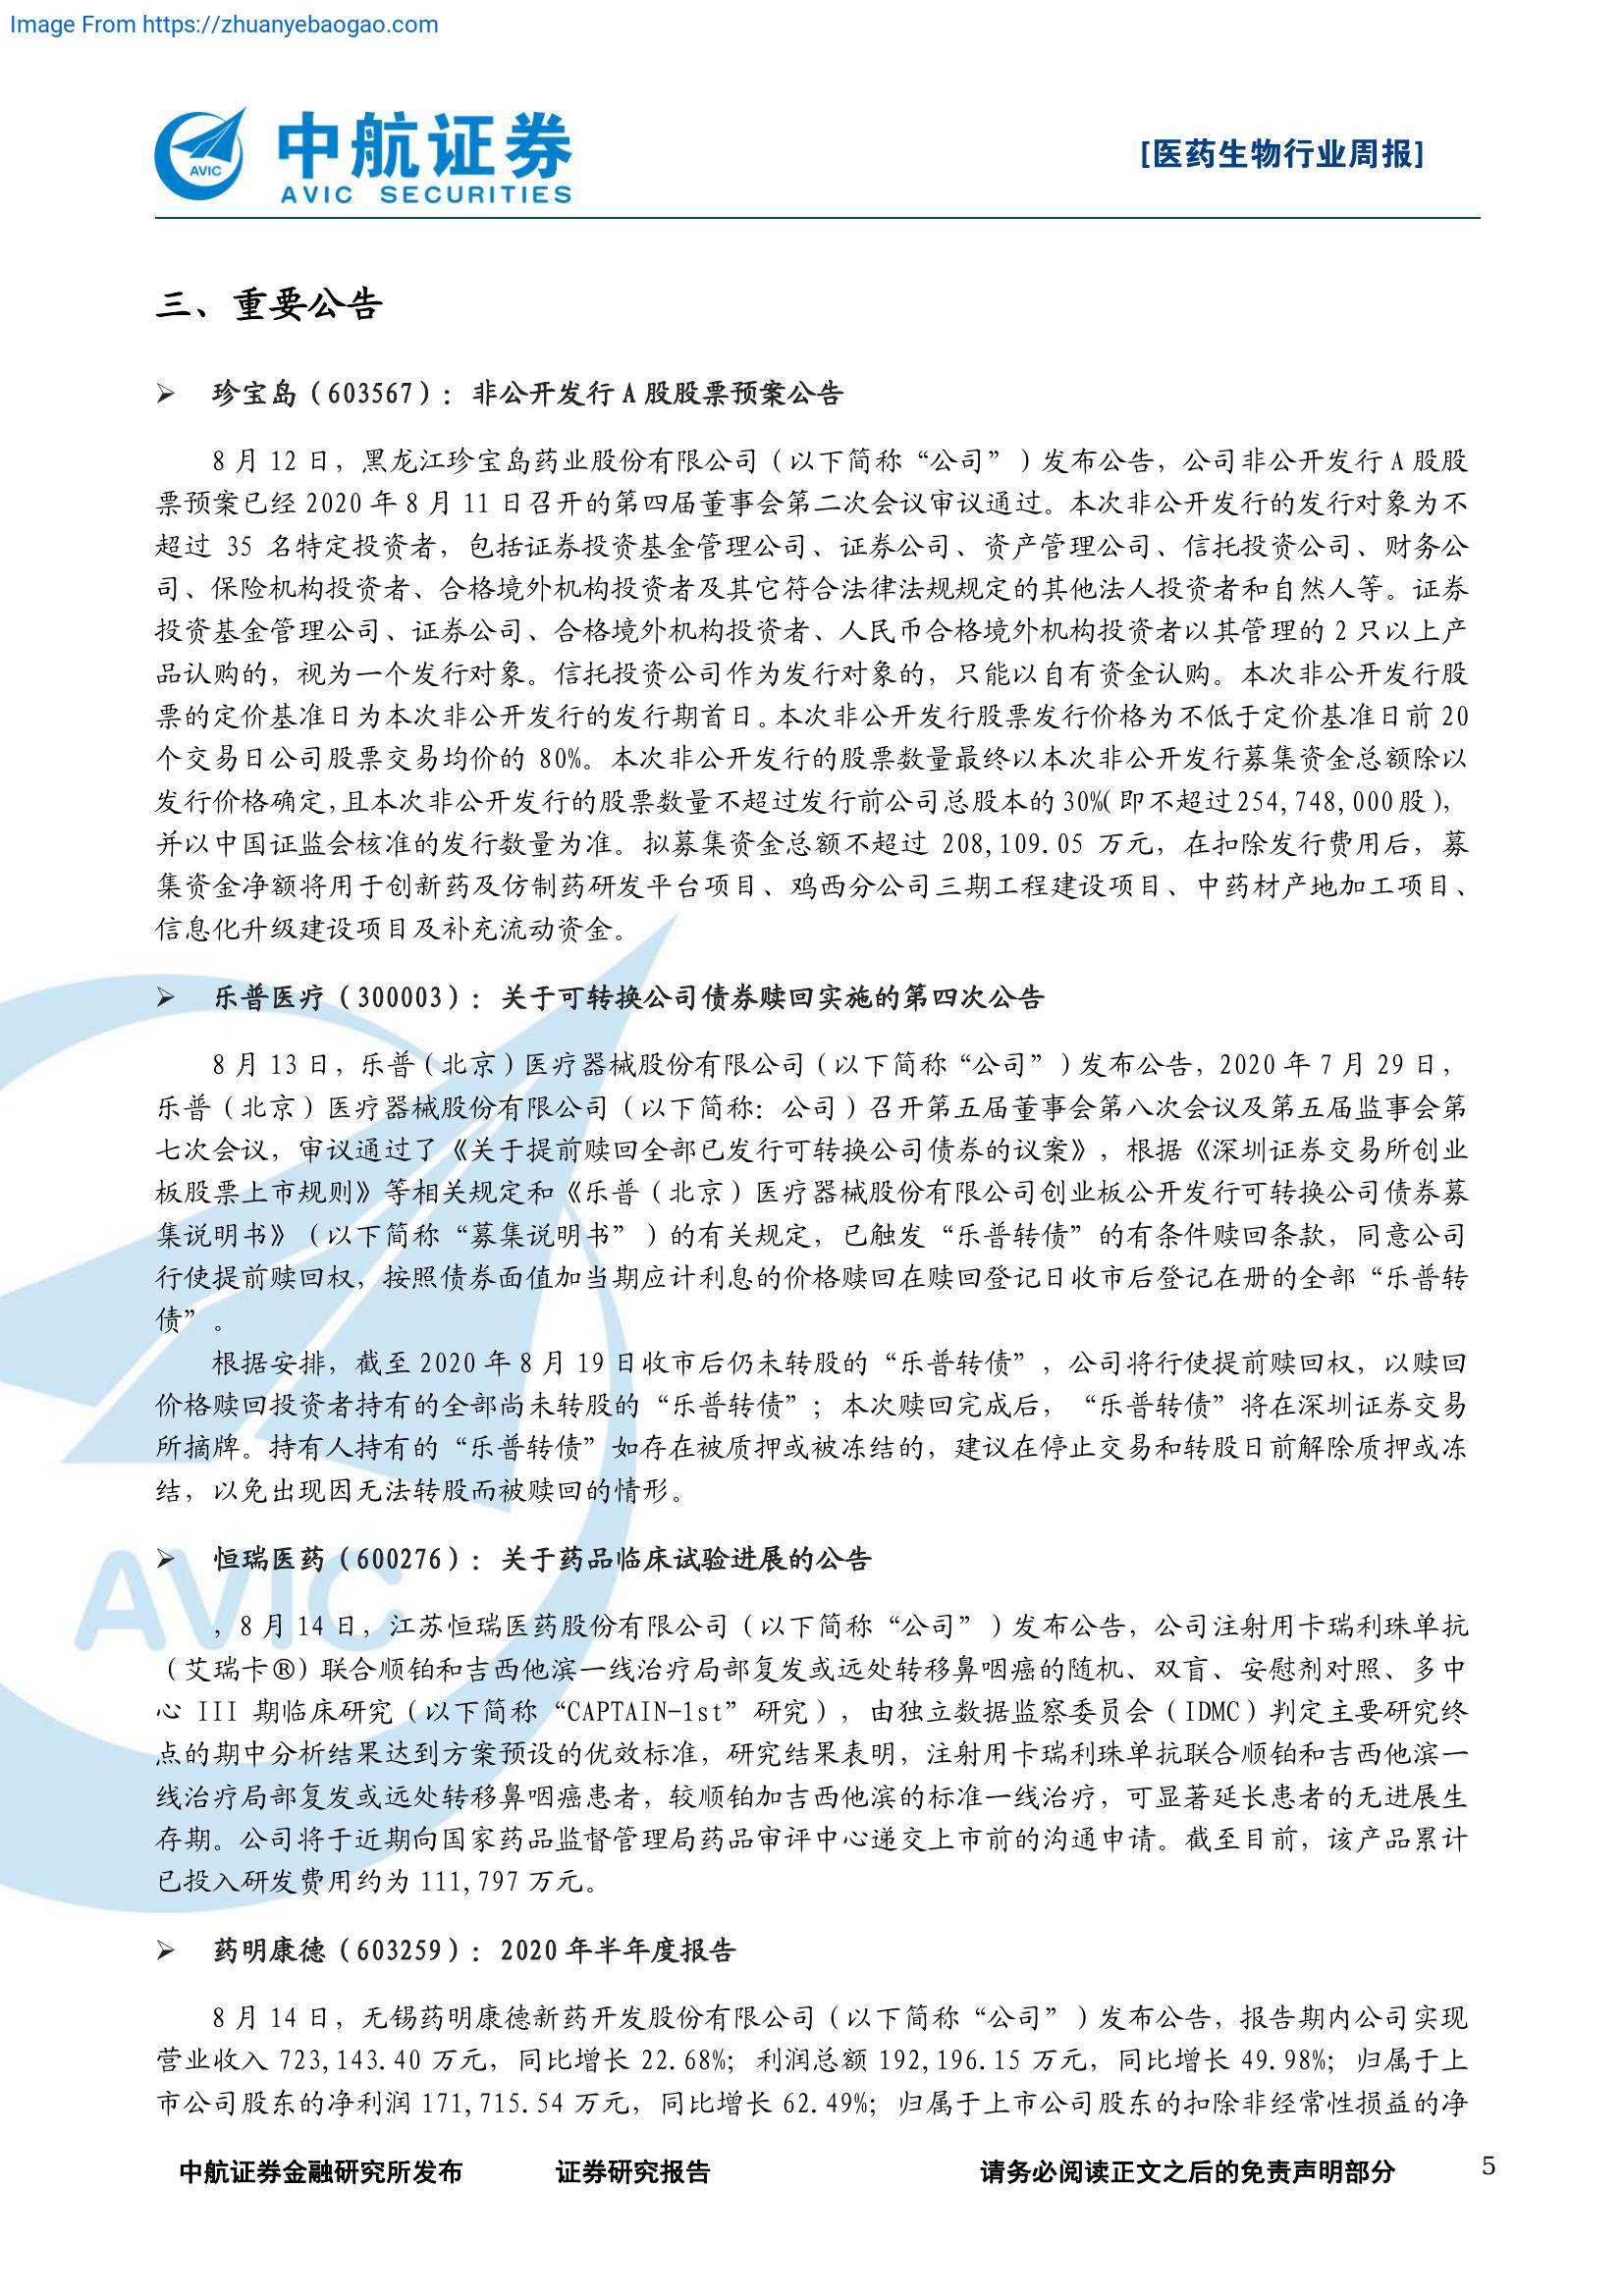 Image From https://zhuanyebaogao.com
AVIC
中航证券
AVIC SECURITIES
[医药生物行业周报]
三、重要公告
➢ 珍宝岛（603567）：非公开发行 A 股股票预案公告
8 月 12 日，黑龙江珍宝岛药业股份有限公司（以下简称“公司”）发布公告，公司非公开发行 A 股股
票预案已经 2020 年 8 月 11 日召开的第四届董事会第二次会议审议通过。本次非公开发行的发行对象为不
超过 35 名特定投资者，包括证券投资基金管理公司、证券公司、资产管理公司、信托投资公司、财务公
司、保险机构投资者、合格境外机构投资者及其它符合法律法规规定的其他法人投资者和自然人等。证券
投资基金管理公司、证券公司、合格境外机构投资者、人民币合格境外机构投资者以其管理的 2 只以上产
品认购的，视为一个发行对象。信托投资公司作为发行对象的，只能以自有资金认购。本次非公开发行股
票的定价基准日为本次非公开发行的发行期首日。本次非公开发行股票发行价格为不低于定价基准日前 20
个交易日公司股票交易均价的 80%。本次非公开发行的股票数量最终以本次非公开发行募集资金总额除以
发行价格确定，且本次非公开发行的股票数量不超过发行前公司总股本的 30%（即不超过 254,748,000 股），
并以中国证监会核准的发行数量为准。拟募集资金总额不超过 208,109.05 万元，在扣除发行费用后，募
集资金净额将用于创新药及仿制药研发平台项目、鸡西分公司三期工程建设项目、中药材产地加工项目、
信息化升级建设项目及补充流动资金。
➢ 乐普医疗（300003）：关于可转换公司债券赎回实施的第四次公告
8 月 13 日，乐普（北京）医疗器械股份有限公司（以下简称“公司”）发布公告，2020 年 7 月 29 日，
乐普（北京）医疗器械股份有限公司（以下简称：公司）召开第五届董事会第八次会议及第五届监事会第
七次会议，审议通过了《关于提前赎回全部已发行可转换公司债券的议案》，根据《深圳证券交易所创业
板股票上市规则》等相关规定和《乐普（北京）医疗器械股份有限公司创业板公开发行可转换公司债券募
集说明书》（以下简称“募集说明书”）的有关规定，已触发“乐普转债”的有条件赎回条款，同意公司
行使提前赎回权，按照债券面值加当期应计利息的价格赎回在赎回登记日收市后登记在册的全部“乐普转
债”。
根据安排，截至 2020 年 8 月 19 日收市后仍未转股的“乐普转债”，公司将行使提前赎回权，以赎回
价格赎回投资者持有的全部尚未转股的“乐普转债”；本次赎回完成后，“乐普转债”将在深圳证券交易
所摘牌。持有人持有的“乐普转债”如存在被质押或被冻结的，建议在停止交易和转股日前解除质押或冻
结，以免出现因无法转股而被赎回的情形。
➢ 恒瑞医药（600276）：关于药品临床试验进展的公告
，8 月 14 日，江苏恒瑞医药股份有限公司（以下简称“公司”）发布公告，公司注射用卡瑞利珠单抗
（艾瑞卡®）联合顺铂和吉西他滨一线治疗局部复发或远处转移鼻咽癌的随机、双盲、安慰剂对照、多中
心 III 期临床研究（以下简称“CAPTAIN-1st”研究），由独立数据监察委员会（IDMC）判定主要研究终
点的期中分析结果达到方案预设的优效标准，研究结果表明，注射用卡瑞利珠单抗联合顺铂和吉西他滨一
线治疗局部复发或远处转移鼻咽癌患者，较顺铂加吉西他滨的标准一线治疗，可显著延长患者的无进展生
存期。公司将于近期向国家药品监督管理局药品审评中心递交上市前的沟通申请。截至目前，该产品累计
已投入研发费用约为 111,797 万元。
➢ 药明康德（603259）：2020 年半年度报告
8 月 14 日，无锡药明康德新药开发股份有限公司（以下简称“公司”）发布公告，报告期内公司实现
营业收入 723,143.40 万元，同比增长 22.68%；利润总额 192,196.15 万元，同比增长 49.98%；归属于上
市公司股东的净利润 171,715.54 万元，同比增长 62.49%；归属于上市公司股东的扣除非经常性损益的净
中航证券金融研究所发布 证券研究报告 请务必阅读正文之后的免责声明部分 5
AVIC